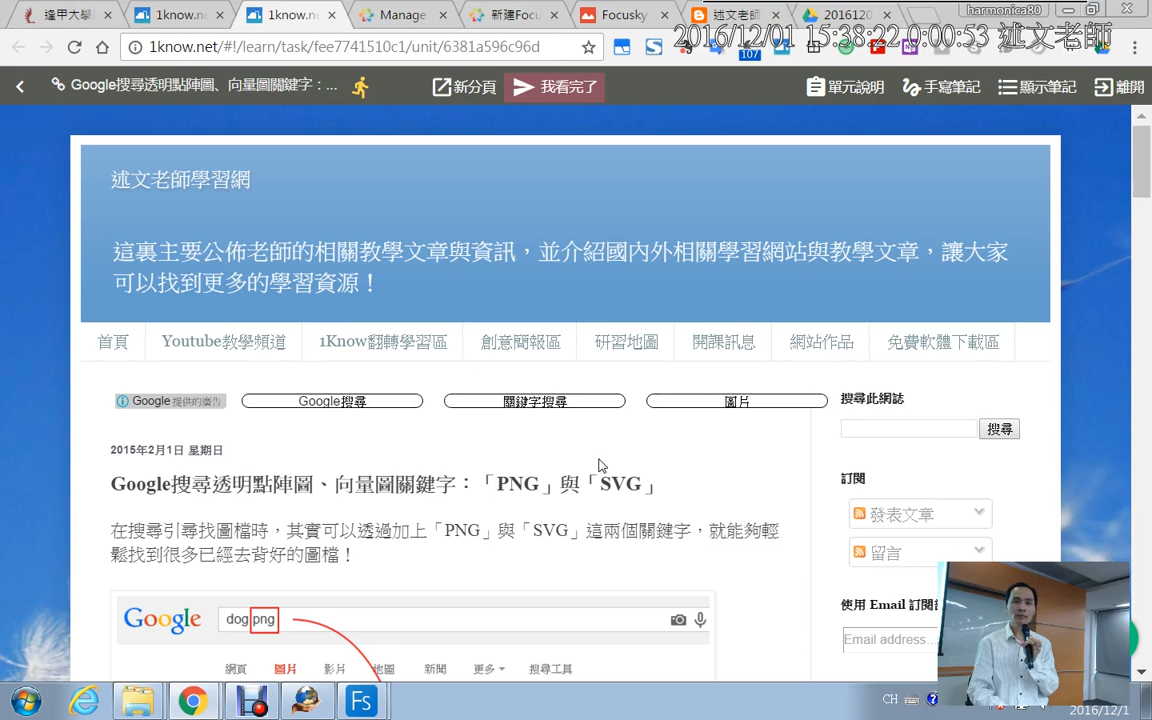 逢甲大學
1know.ne
1know.ne
Manage
新建Focu
Focusky
述文老師
2016120
harmonica80
1know.net/#!/learn/task/fee7741510c1/unit/6381a596c96d
107
2016/12/01 15:38:22 0:00:53 述文老師
Google搜尋透明點陣圖、向量圖關鍵字：...
新分頁
我看完了
單元說明
手寫筆記
顯示筆記
離開
述文老師學習網
這裏主要公佈老師的相關教學文章與資訊，並介紹國內外相關學習網站與教學文章，讓大家
可以找到更多的學習資源！
首頁
Youtube教學頻道
1Know翻轉學習區
創意簡報區
研習地圖
開課訊息
網站作品
免費軟體下載區
Google 提供的廣告
Google搜尋
關鍵字搜尋
圖片
搜尋此網誌
搜尋
2015年2月1日 星期日
Google搜尋透明點陣圖、向量圖關鍵字：「PNG」與「SVG」
訂閱
發表文章
留言
在搜尋引尋找圖檔時，其實可以透過加上「PNG」與「SVG」這兩個關鍵字，就能夠輕
鬆找到很多已經去背好的圖檔！
使用 Email 訂閱
Email address...
Google
dog png
網頁
圖片
影片
地圖
新聞
更多
搜尋工具
Fs
CH
2016/12/1